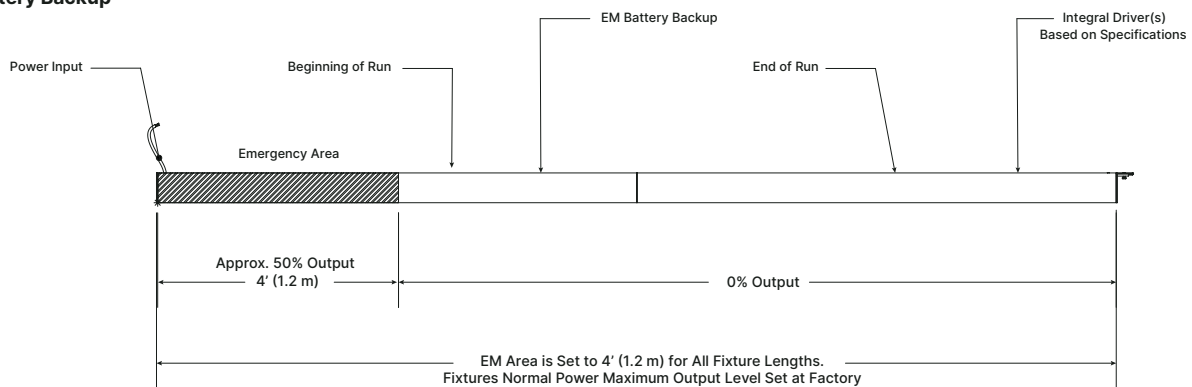 Battery Backup
EM Battery Backup
Integral Driver(s)
Based on Specifications
Power Input
Beginning of Run
End of Run
Emergency Area
Approx. 50% Output
4’ (1.2 m)
0% Output
EM Area is Set to 4’ (1.2 m) for All Fixture Lengths.
Fixtures Normal Power Maximum Output Level Set at Factory